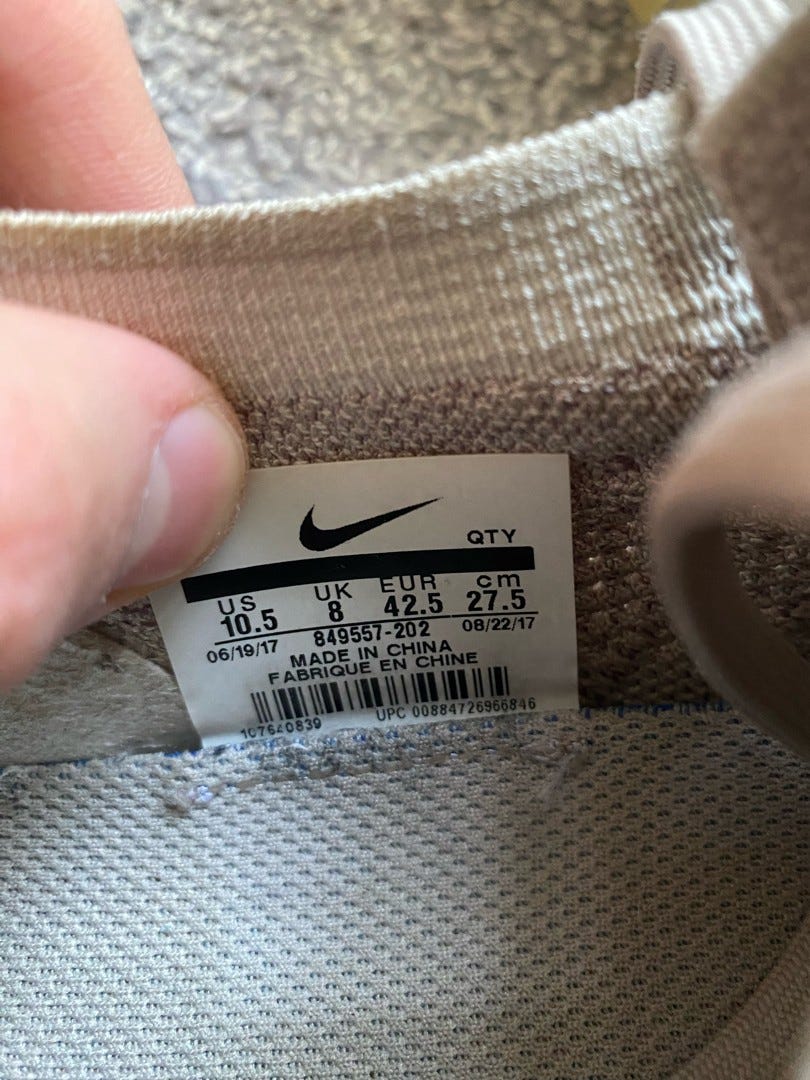 QTY
US UK EUR cm
10.5 8 42.5 27.5
06/19/17 849557-202 08/22/17
MADE IN CHINA
FABRIQUE EN CHINE
107640839 UPC 00884726966846